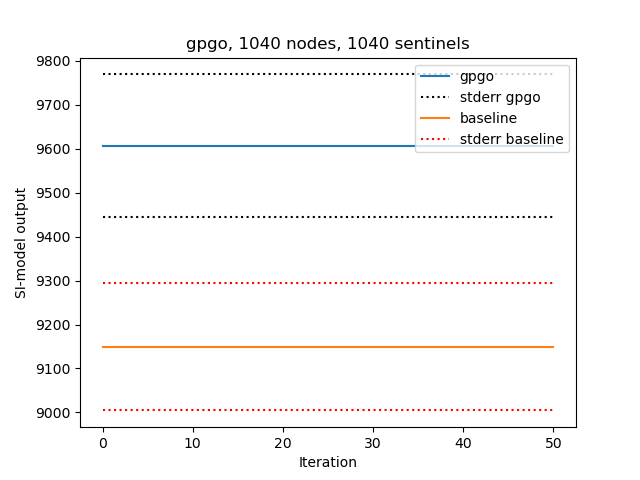 gpgo, 1040 nodes, 1040 sentinels
gpgo
stderr gpgo
baseline
stderr baseline
SI-model output
9800
9700
9600
9500
9400
9300
9200
9100
9000
0 10 20 30 40 50
Iteration